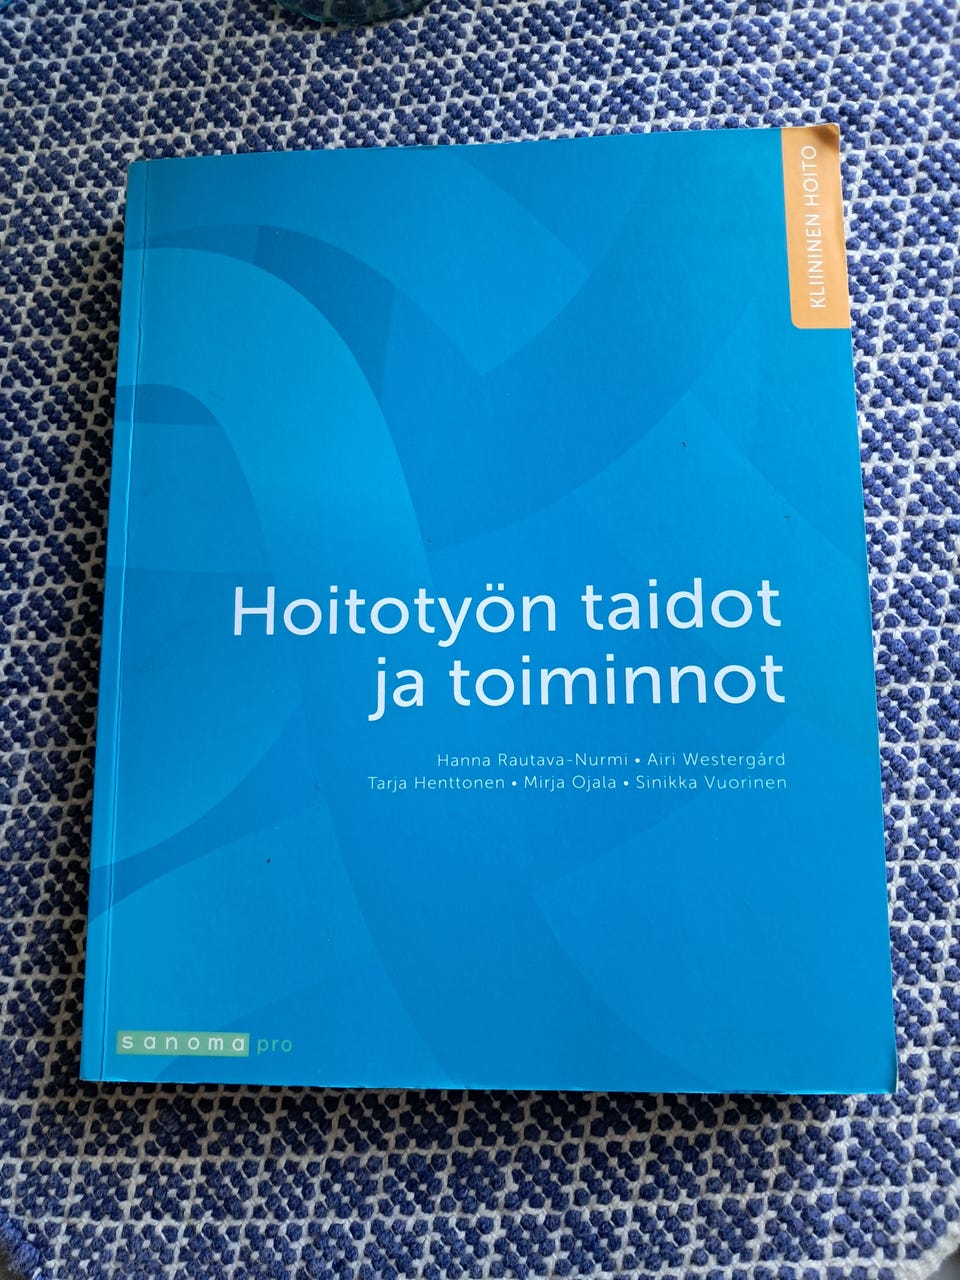 KLIININEN HOITO
Hoitotyön taidot
ja toiminnot
Hanna Rautava-Nurmi • Airi Westergård
Tarja Henttonen • Mirja Ojala • Sinikka Vuorinen
sanoma pro